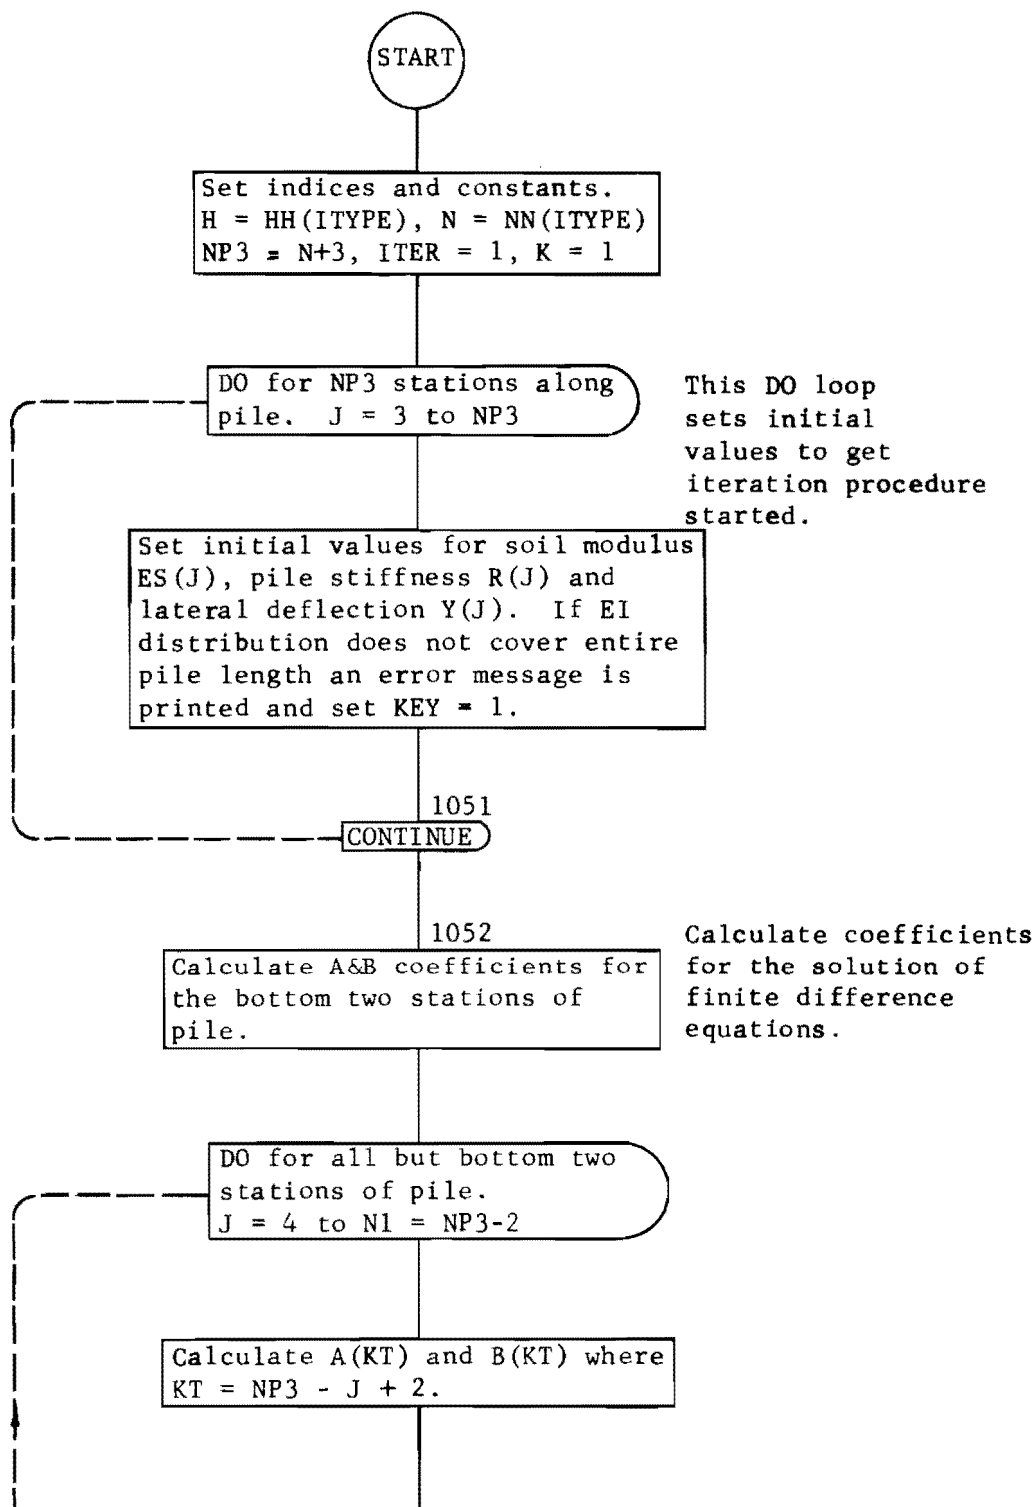 START
Set indices and constants.
H = HH(ITYPE), N = NN(ITYPE)
NP3 = N+3, ITER = 1, K = 1
DO for NP3 stations along
pile. J = 3 to NP3
This DO loop
sets initial
values to get
iteration procedure
started.
Set initial values for soil modulus
ES(J), pile stiffness R(J) and
lateral deflection Y(J). If EI
distribution does not cover entire
pile length an error message is
printed and set KEY = 1.
1051
CONTINUE
1052
Calculate A&B coefficients for
the bottom two stations of
pile.
Calculate coefficients
for the solution of
finite difference
equations.
DO for all but bottom two
stations of pile.
J = 4 to N1 = NP3-2
Calculate A(KT) and B(KT) where
KT = NP3 - J + 2.